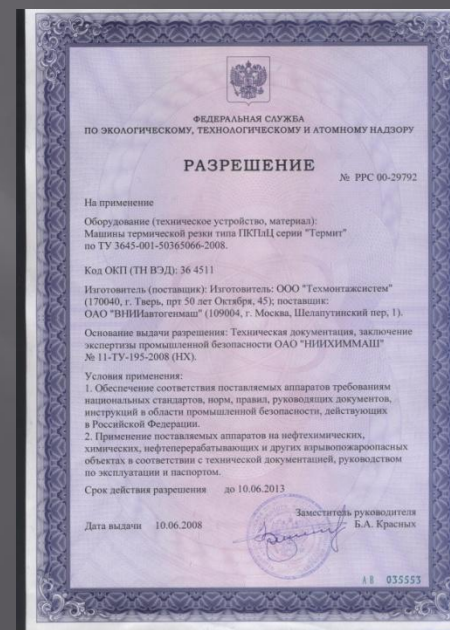 ФЕДЕРАЛЬНАЯ СЛУЖБА
ПО ЭКОЛОГИЧЕСКОМУ, ТЕХНОЛОГИЧЕСКОМУ И АТОМНОМУ НАДЗОРУ
РАЗРЕШЕНИЕ
№ РРС 00-29792
На применение
Оборудование (техническое устройство, материал):
Машины термической резки типа ПКПлЦ серии "Термит"
по ТУ 3645-001-50365066-2008.
Код ОКП (ТН ВЭД): 36 4511
Изготовитель (поставщик): Изготовитель: ООО "Техмонтажсистем"
(170040, г. Тверь, прт 50 лет Октября, 45); поставщик:
ОАО "ВНИИавтогенмаш" (109004, г. Москва, Шелапутинский пер, 1).
Основание выдачи разрешения: Техническая документация, заключение
экспертизы промышленной безопасности ОАО "НИИХИММАШ"
№ 11-ТУ-195-2008 (НХ).
Условия применения:
1. Обеспечение соответствия поставляемых аппаратов требованиям
национальных стандартов, норм, правил, руководящих документов,
инструкций в области промышленной безопасности, действующих
в Российской Федерации.
2. Применение поставляемых аппаратов на нефтехимических,
химических, нефтеперерабатывающих и других взрывопожароопасных
объектах в соответствии с технической документацией, руководством
по эксплуатации и паспортом.
Срок действия разрешения до 10.06.2013
Заместитель руководителя
Дата выдачи 10.06.2008 Б.А. Красных
АВ 035553